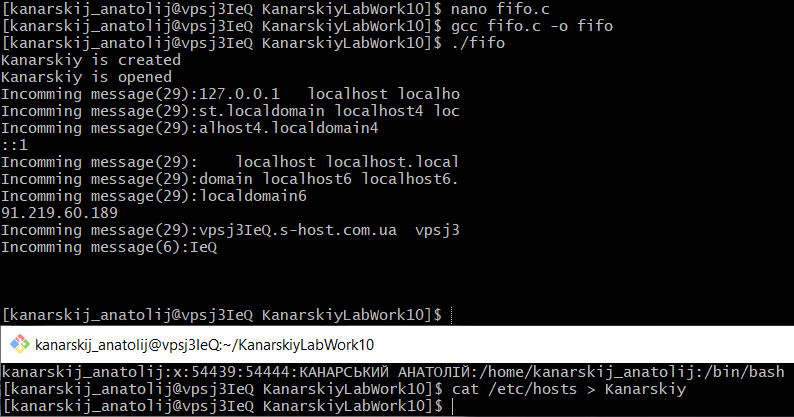 [kanarskij_anatolij@vpsj3IeQ KanarskiyLabWork10]$ nano fifo.c
[kanarskij_anatolij@vpsj3IeQ KanarskiyLabWork10]$ gcc fifo.c -o fifo
[kanarskij_anatolij@vpsj3IeQ KanarskiyLabWork10]$ ./fifo
Kanarskiy is created
Kanarskiy is opened
Incomming message(29):127.0.0.1   localhost localho
Incomming message(29):st.localdomain localhost4 loc
Incomming message(29):alhost4.localdomain4
::1
Incomming message(29):    localhost localhost.local
Incomming message(29):domain localhost6 localhost6.
Incomming message(29):localdomain6
91.219.60.189
Incomming message(29):vpsj3IeQ.s-host.com.ua  vpsj3
Incomming message(6):IeQ
[kanarskij_anatolij@vpsj3IeQ KanarskiyLabWork10]$
kanarskij_anatolij@vpsj3IeQ:~/KanarskiyLabWork10
kanarskij_anatolij:x:54439:54444:КАНАРСЬКИЙ АНАТОЛІЙ:/home/kanarskij_anatolij:/bin/bash
[kanarskij_anatolij@vpsj3IeQ KanarskiyLabWork10]$ cat /etc/hosts > Kanarskiy
[kanarskij_anatolij@vpsj3IeQ KanarskiyLabWork10]$